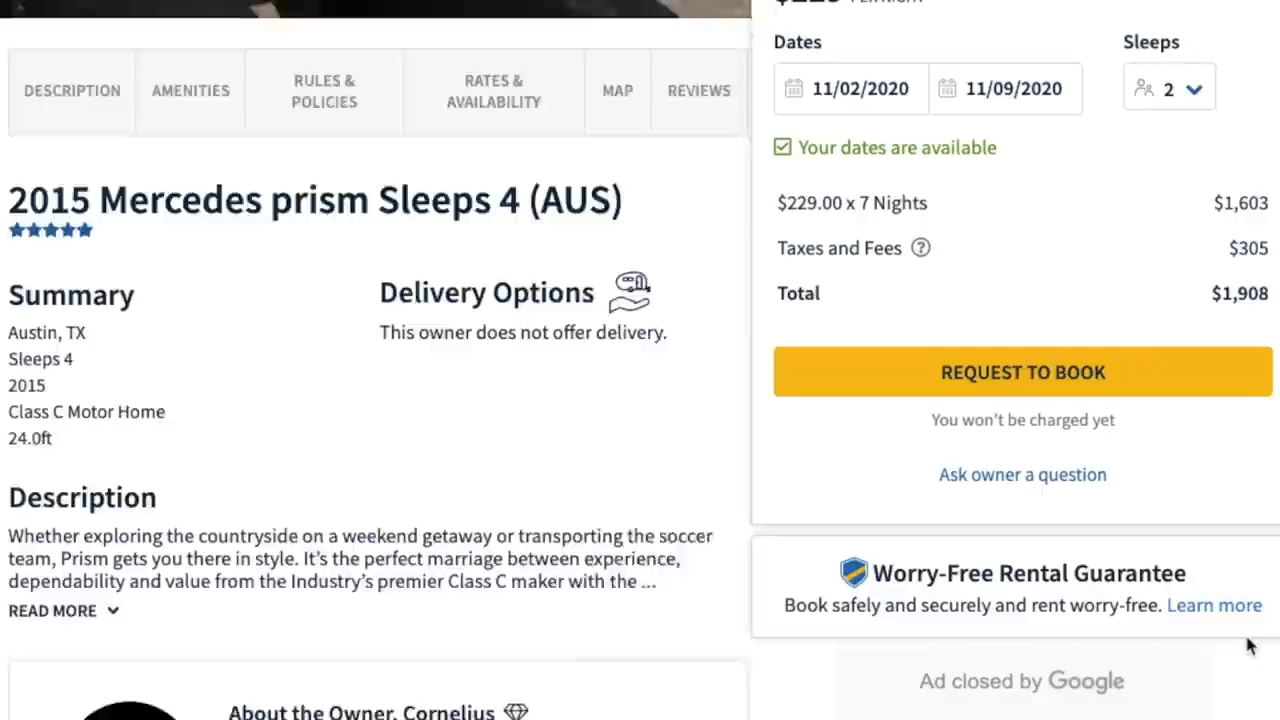 DESCRIPTION
AMENITIES
RULES &
POLICIES
RATES &
AVAILABILITY
MAP
REVIEWS
2015 Mercedes prism Sleeps 4 (AUS)
Summary
Austin, TX
Sleeps 4
2015
Class C Motor Home
24.0ft
Delivery Options
This owner does not offer delivery.
Description
Whether exploring the countryside on a weekend getaway or transporting the soccer
team, Prism gets you there in style. It's the perfect marriage between experience,
dependability and value from the Industry's premier Class C maker with the ...
READ MORE
About the Owner, Cornelius
Dates
Sleeps
11/02/2020
11/09/2020
2
Your dates are available
$229.00 x 7 Nights
$1,603
Taxes and Fees ?
$305
Total
$1,908
REQUEST TO BOOK
You won't be charged yet
Ask owner a question
Worry-Free Rental Guarantee
Book safely and securely and rent worry-free. Learn more
Ad closed by Google